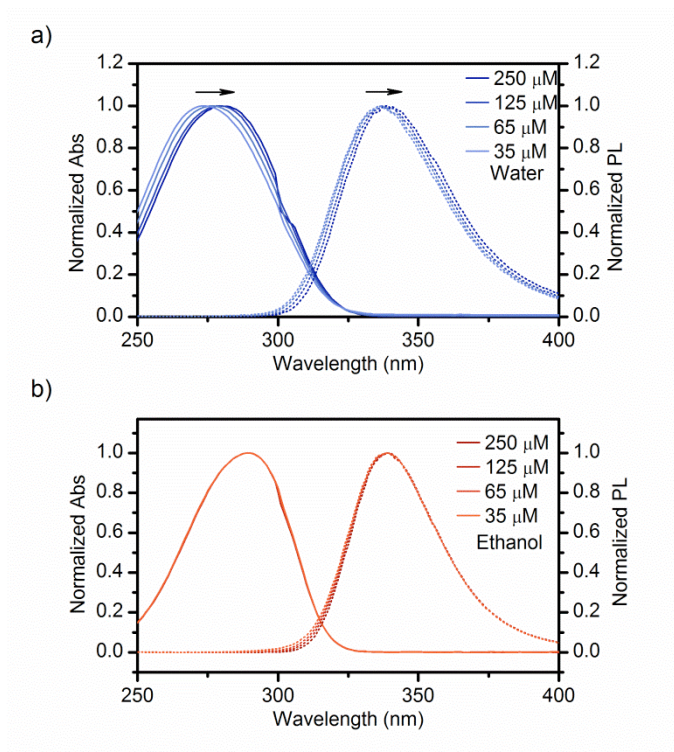 a)
1.2
1.0
0.8
0.6
0.4
0.2
0.0
Normalized Abs
250 μM
125 μM
65 μM
35 μM
Water
1.2
1.0
0.8
0.6
0.4
0.2
0.0
Normalized PL
250 300 350 400
Wavelength (nm)
b)
1.0
0.8
0.6
0.4
0.2
0.0
Normalized Abs
250 μM
125 μM
65 μM
35 μM
Ethanol
1.0
0.8
0.6
0.4
0.2
0.0
Normalized PL
250 300 350 400
Wavelength (nm)